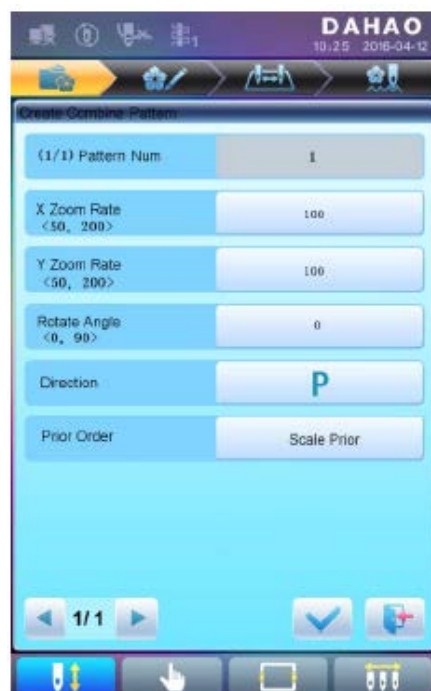 DAHAO
1
10:25 2016-04-12
Create Combine Pattern
(1/1) Pattern Num
1
X Zoom Rate
<50, 200>
100
Y Zoom Rate
<50, 200>
100
Rotate Angle
<0, 90>
0
Direction
P
Prior Order
Scale Prior
1/1